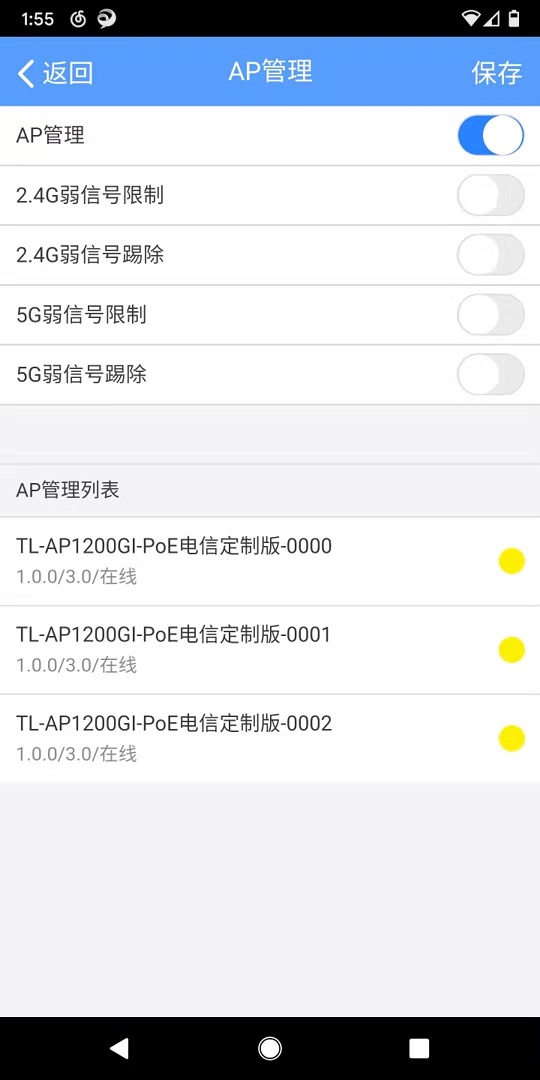 1:55
返回
AP管理
保存
AP管理
2.4G弱信号限制
2.4G弱信号踢除
5G弱信号限制
5G弱信号踢除
AP管理列表
TL-AP1200GI-PoE电信定制版-0000
1.0.0/3.0/在线
TL-AP1200GI-PoE电信定制版-0001
1.0.0/3.0/在线
TL-AP1200GI-PoE电信定制版-0002
1.0.0/3.0/在线